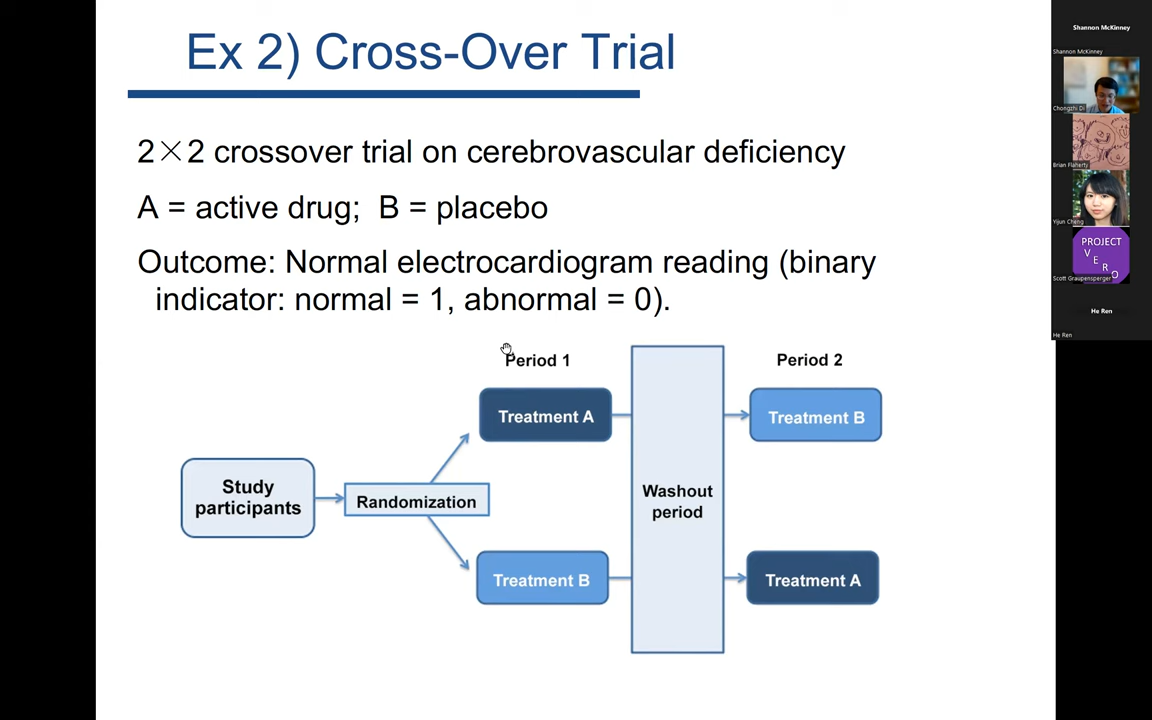 Ex 2) Cross-Over Trial
2×2 crossover trial on cerebrovascular deficiency
A = active drug;  B = placebo
Outcome: Normal electrocardiogram reading (binary
indicator: normal = 1, abnormal = 0).
Period 1
Period 2
Treatment A
Treatment B
Study
participants
Randomization
Washout
period
Treatment B
Treatment A
Shannon McKinney
Shannon McKinney
Chongzhi Di
Brian Flaherty
Yijun Cheng
PROJECT
V
E
R
O
Scott Graupensperger
He Ren
He Ren